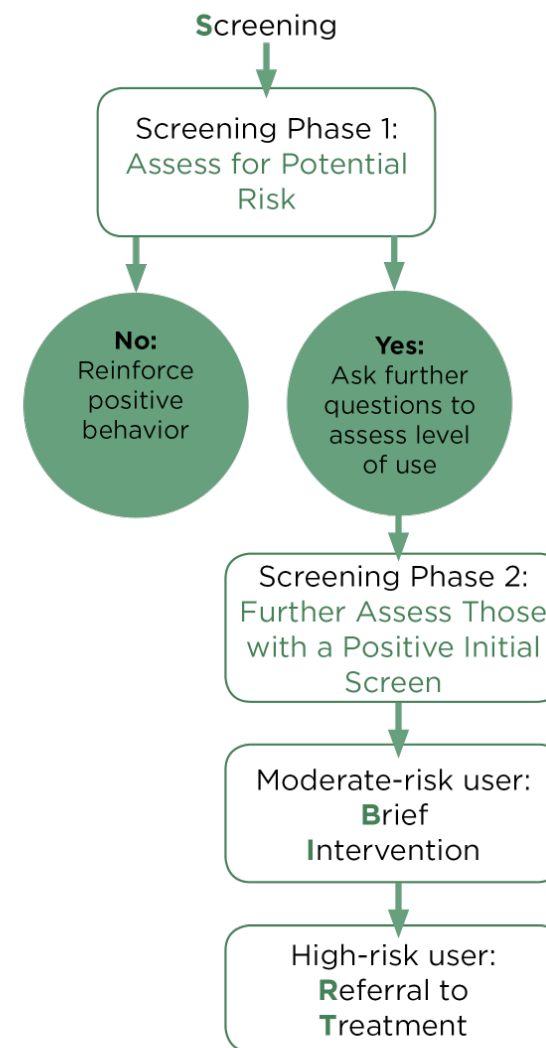 Screening
Screening Phase 1:
Assess for Potential
Risk
No:
Reinforce
positive
behavior
Yes:
Ask further
questions to
assess level
of use
Screening Phase 2:
Further Assess Those
with a Positive Initial
Screen
Moderate-risk user:
Brief
Intervention
High-risk user:
Referral to
Treatment